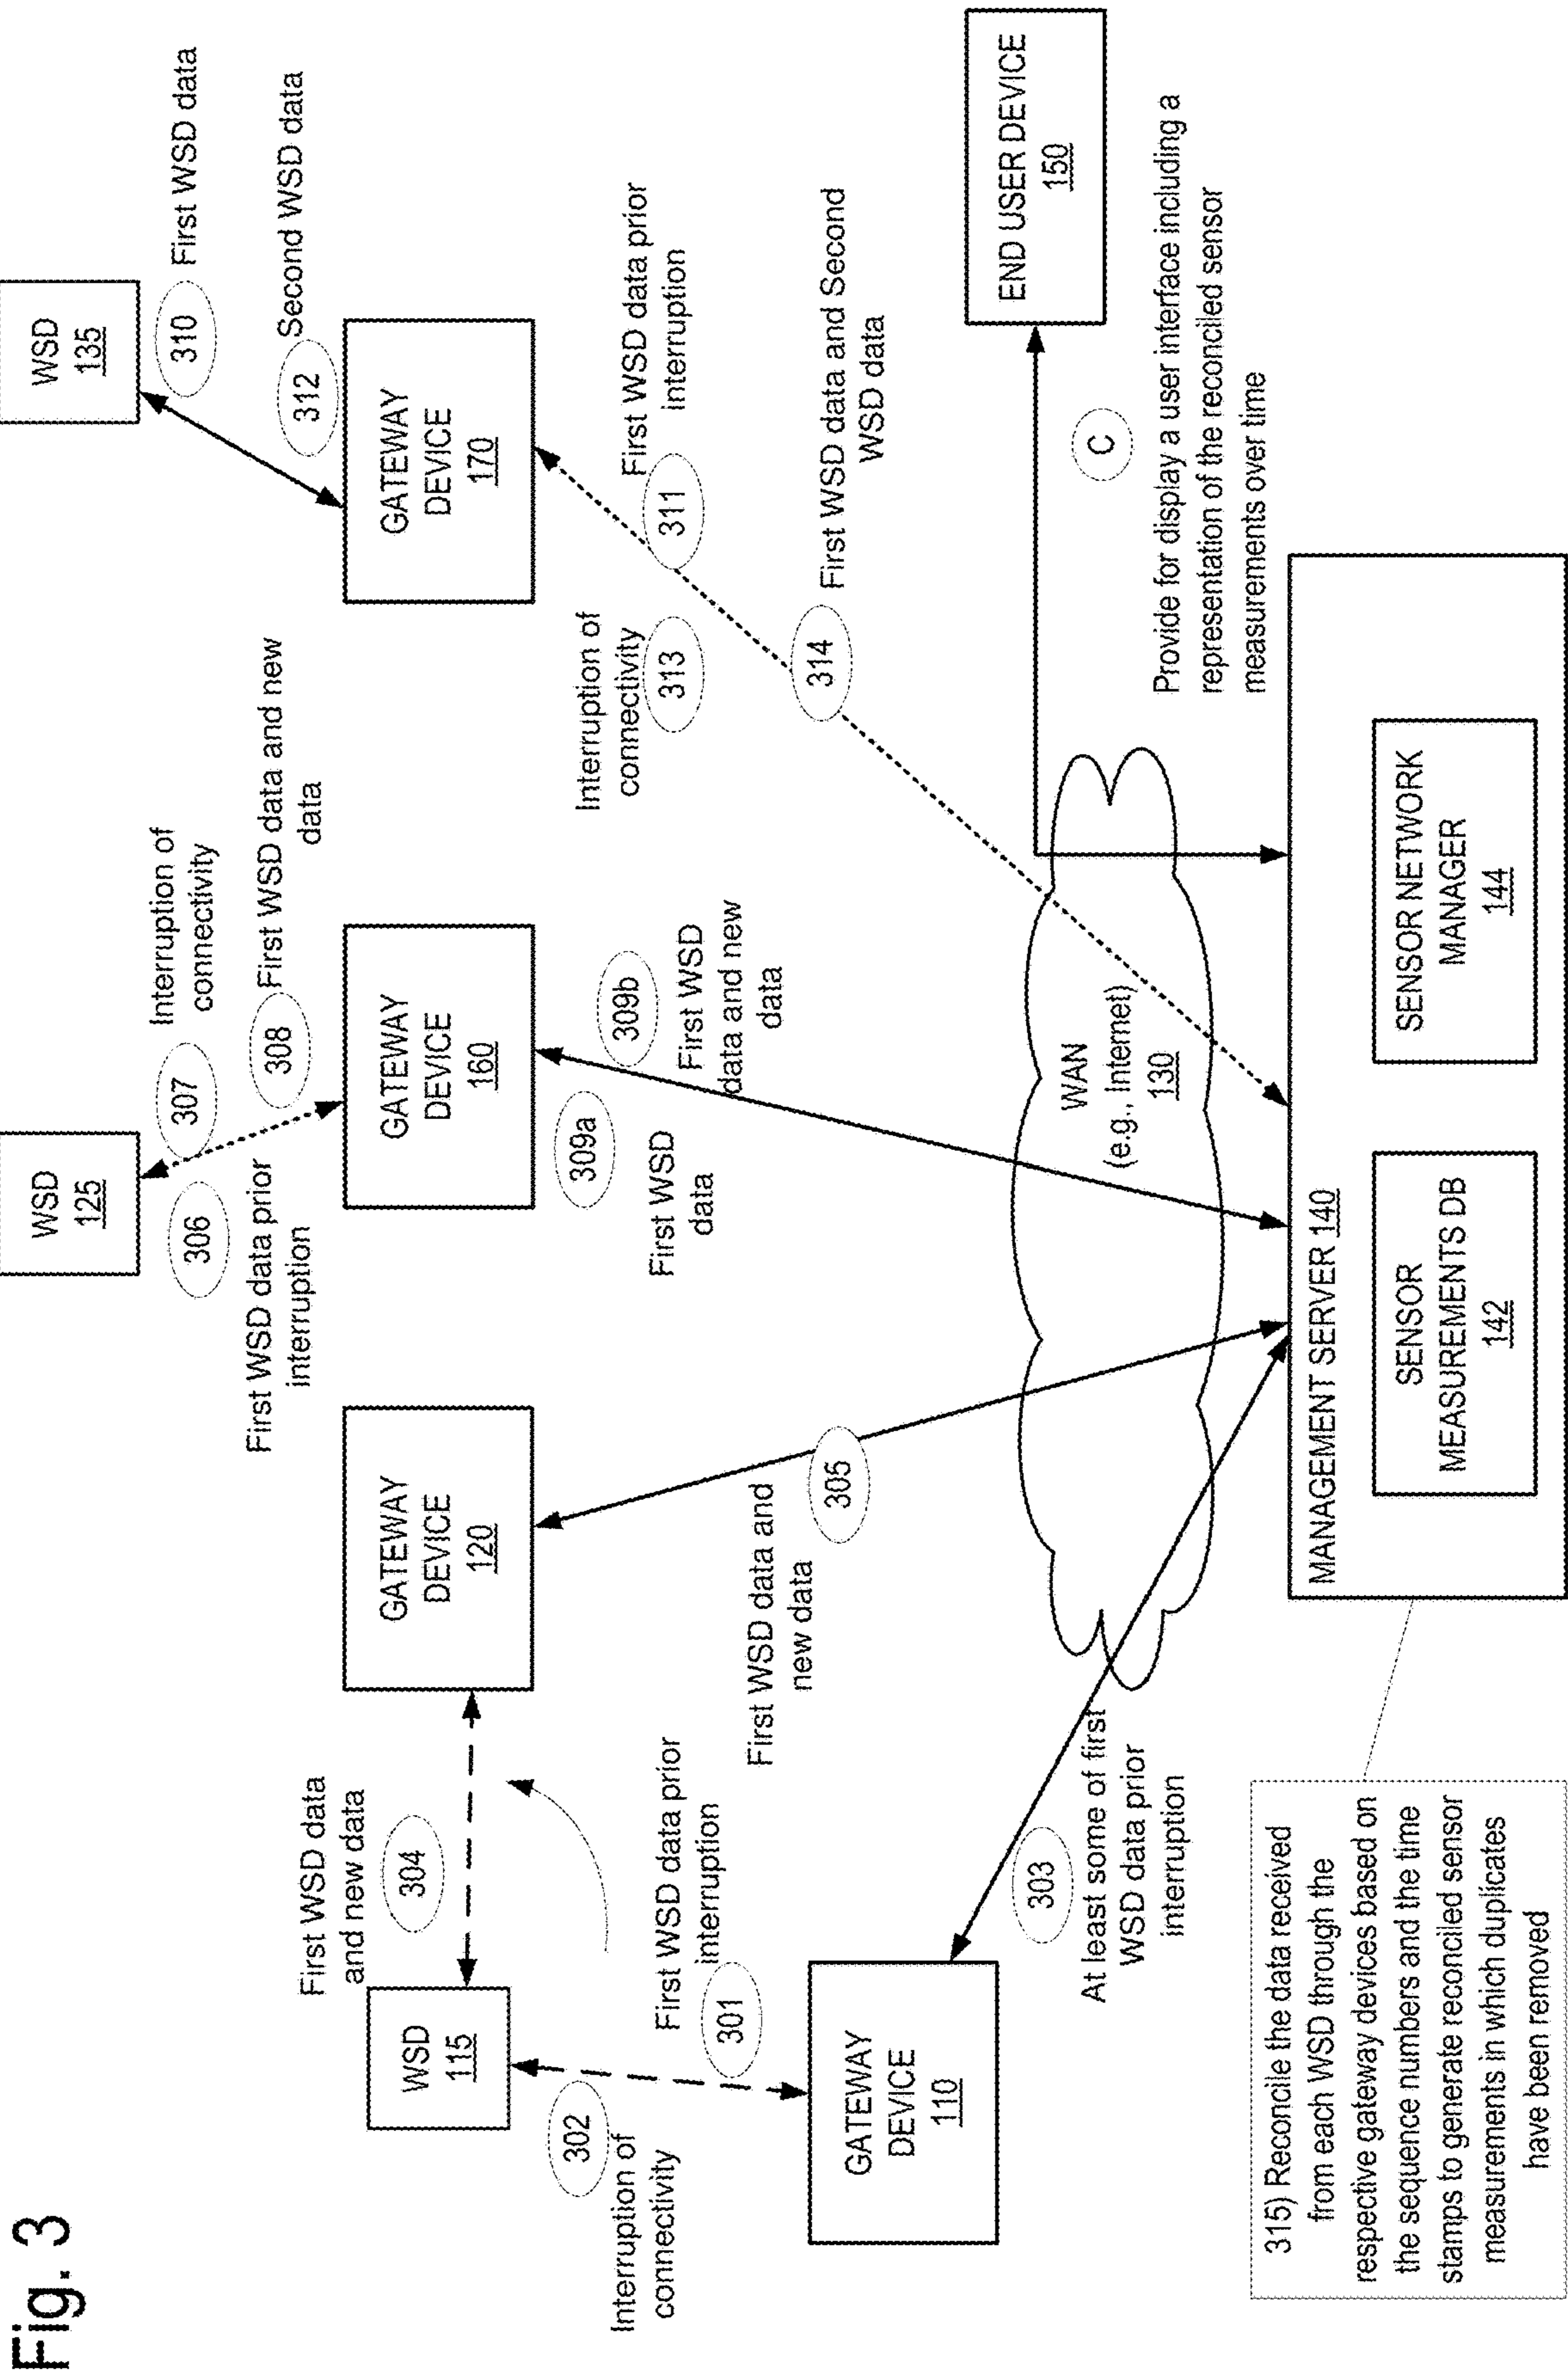 Fig. 3
WSD
115
First WSD data
and new data
304
302
Interruption of
connectivity
First WSD data prior
interruption
301
GATEWAY
DEVICE
110
GATEWAY
DEVICE
120
303
At least some of first
WSD data prior
interruption
First WSD data and
new data
305
WSD
125
306
First WSD data prior
interruption
307
Interruption of
connectivity
308
First WSD data and new
data
GATEWAY
DEVICE
160
309a
First WSD
data
309b
First WSD
data and new
data
WSD
135
310
First WSD data
312
Second WSD data
GATEWAY
DEVICE
170
311
First WSD data prior
interruption
Interruption of
connectivity
313
314
First WSD data and Second
WSD data
WAN
(e.g., Internet)
130
END USER DEVICE
150
C
Provide for display a user interface including a
representation of the reconciled sensor
measurements over time
MANAGEMENT SERVER 140
SENSOR
MEASUREMENTS DB
142
SENSOR NETWORK
MANAGER
144
315) Reconcile the data received
from each WSD through the
respective gateway devices based on
the sequence numbers and the time
stamps to generate reconciled sensor
measurements in which duplicates
have been removed